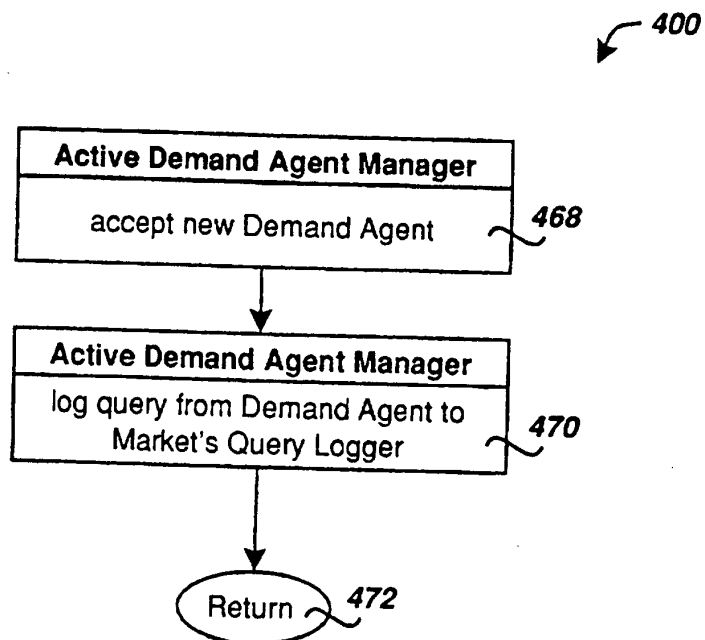 400
Active Demand Agent Manager
accept new Demand Agent
468
Active Demand Agent Manager
log query from Demand Agent to
Market's Query Logger
470
Return
472